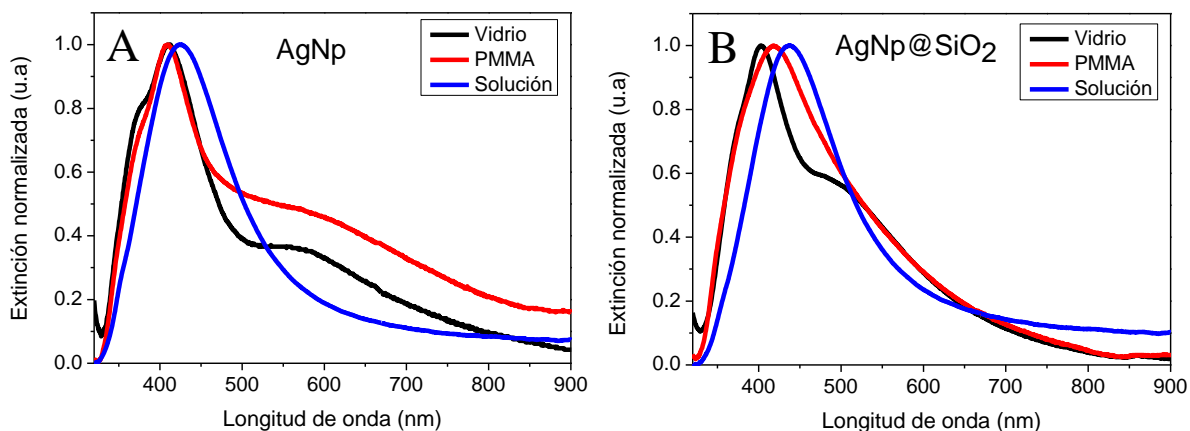 A
AgNp
Vidrio
PMMA
Solución
Extinción normalizada (u.a)
1.0
0.8
0.6
0.4
0.2
0.0
400
500
600
700
800
900
Longitud de onda (nm)
B
AgNp@SiO2
Vidrio
PMMA
Solución
Extinción normalizada (u.a)
1.0
0.8
0.6
0.4
0.2
0.0
400
500
600
700
800
900
Longitud de onda (nm)